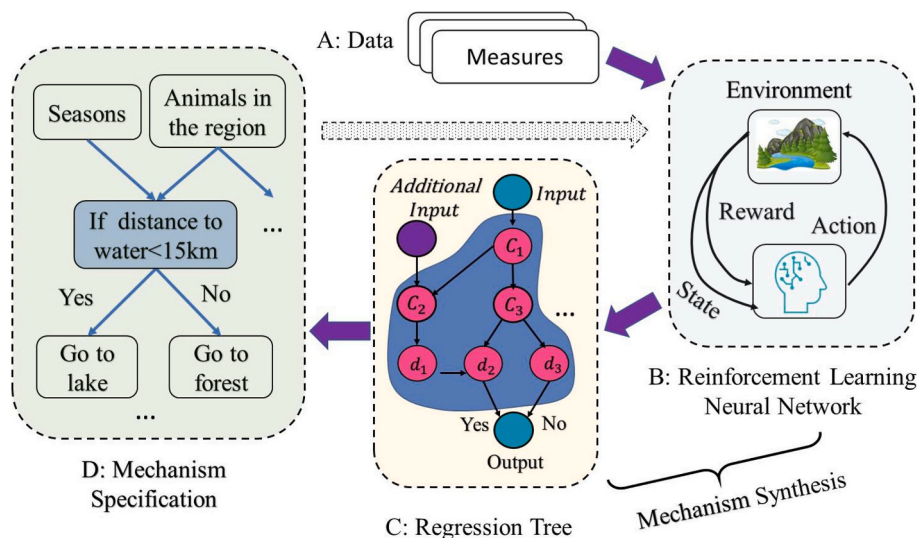 A: Data
Measures
Seasons
Animals in
the region
If distance to
water<15km
...
Yes
No
Go to
lake
Go to
forest
...
D: Mechanism
Specification
Additional
Input
Input
C₁
C₂
C₃
...
d₁
d₂
d₃
Yes
No
Output
C: Regression Tree
Environment
Reward
Action
State
B: Reinforcement Learning
Neural Network
Mechanism Synthesis